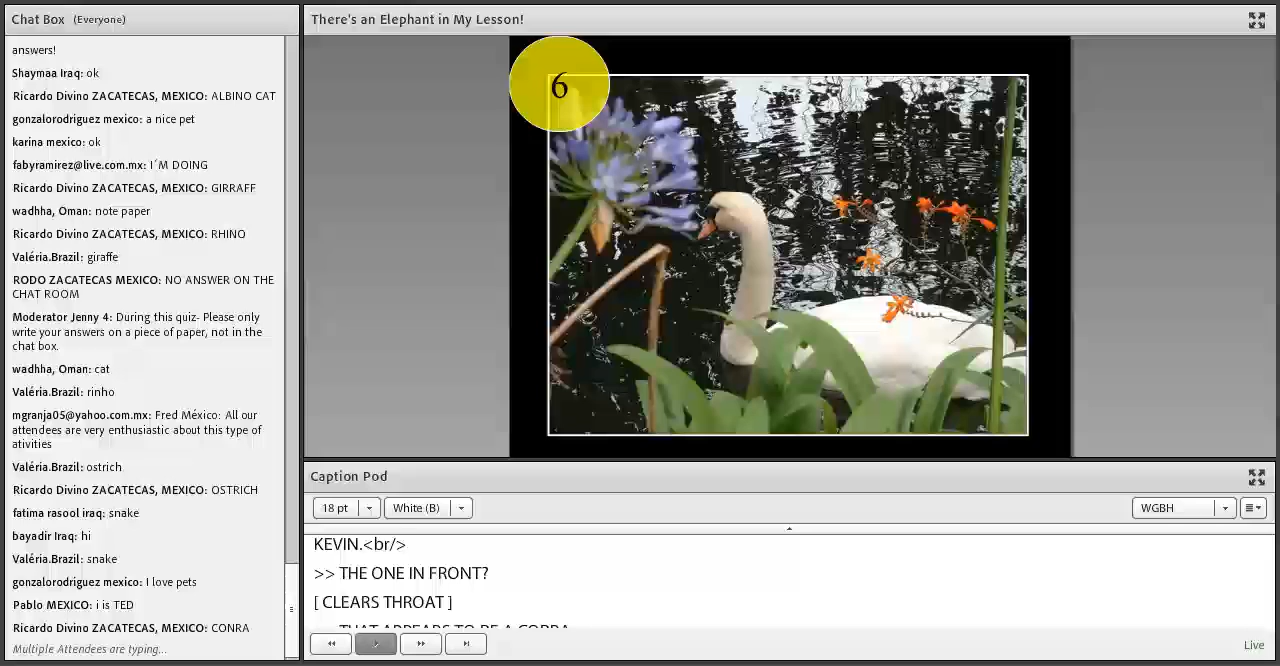 Chat Box (Everyone)
answers!
Shaymaa Iraq: ok
Ricardo Divino ZACATECAS, MEXICO: ALBINO CAT
gonzalorodriguez mexico: a nice pet
karina mexico: ok
fabyramirez@live.com.mx: I´M DOING
Ricardo Divino ZACATECAS, MEXICO: GIRRAFF
wadhha, Oman: note paper
Ricardo Divino ZACATECAS, MEXICO: RHINO
Valéria.Brazil: giraffe
RODO ZACATECAS MEXICO: NO ANSWER ON THE
CHAT ROOM
Moderator Jenny 4: During this quiz- Please only
write your answers on a piece of paper, not in the
chat box.
wadhha, Oman: cat
Valéria.Brazil: rinho
mgranja05@yahoo.com.mx: Fred México: All our
attendees are very enthusiastic about this type of
ativities
Valéria.Brazil: ostrich
Ricardo Divino ZACATECAS, MEXICO: OSTRICH
fatima rasool iraq: snake
bayadir Iraq: hi
Valéria.Brazil: snake
gonzalorodriguez mexico: I love pets
Pablo MEXICO: i is TED
Ricardo Divino ZACATECAS, MEXICO: CONRA
Multiple Attendees are typing...
There's an Elephant in My Lesson!
6
Caption Pod
18 pt White (B) WGBH
KEVIN.<br/>
>> THE ONE IN FRONT?
[ CLEARS THROAT ]
THAT APPEARS TO BE A COBRA
Live